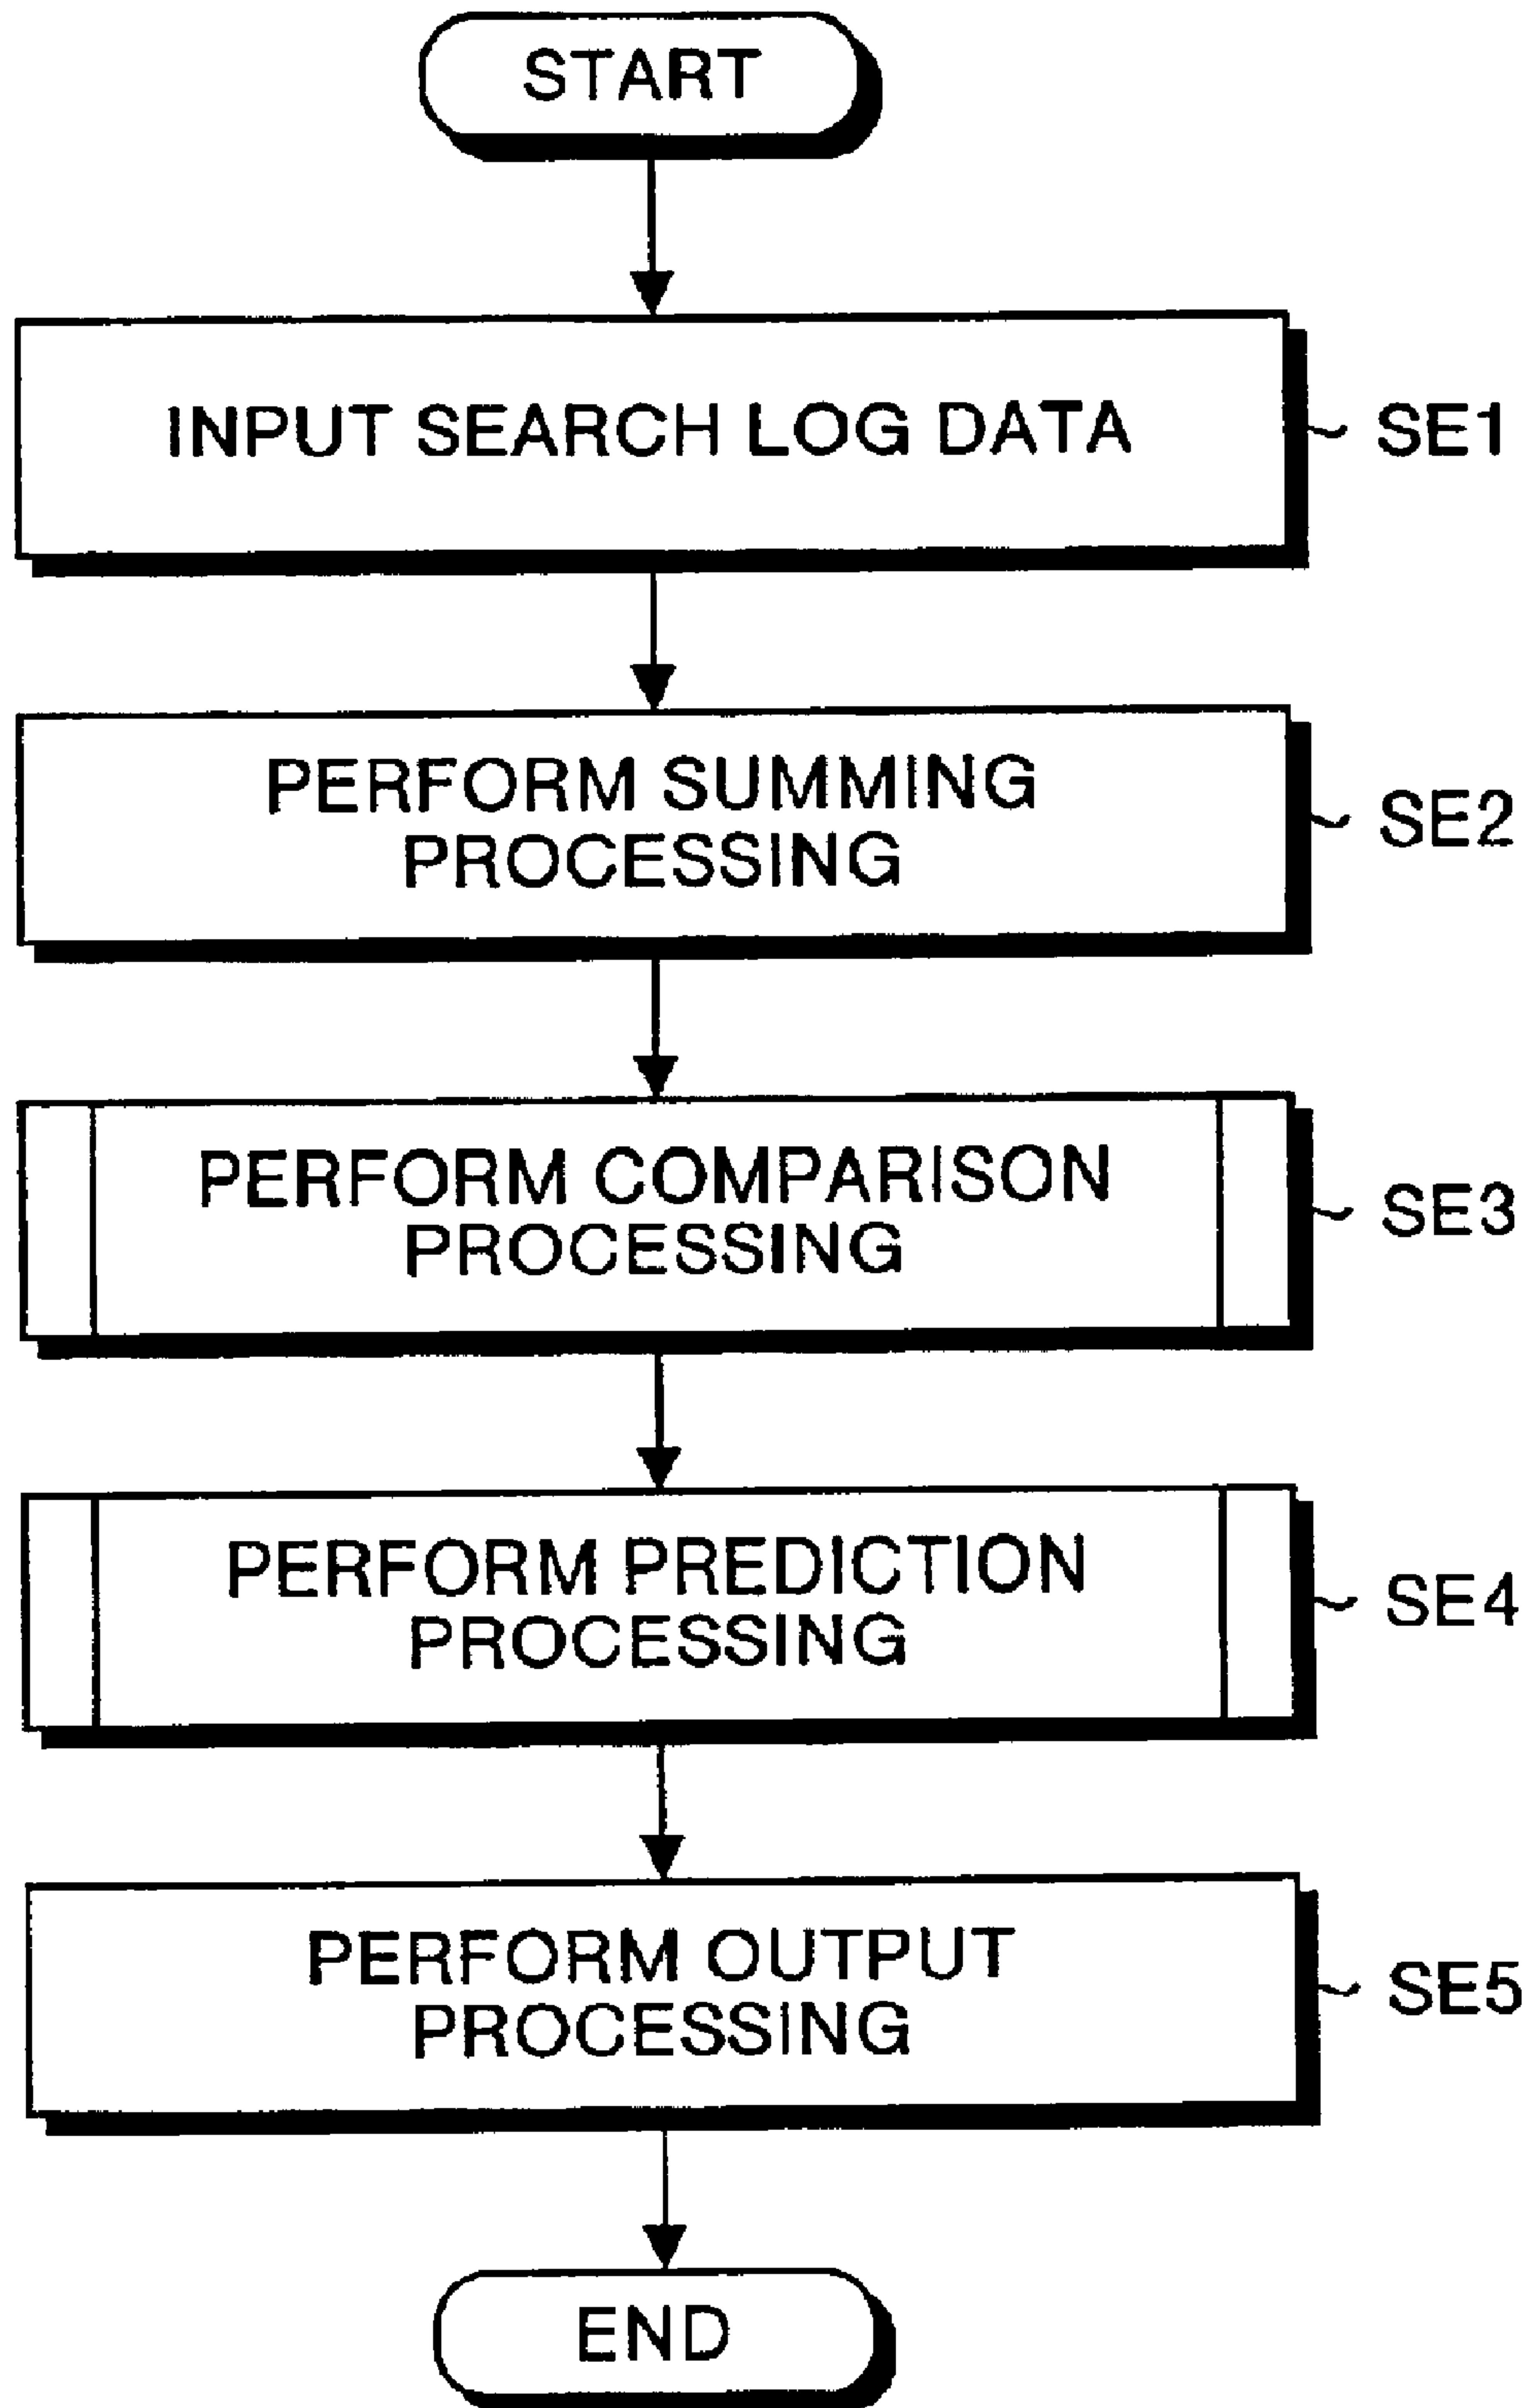 START
INPUT SEARCH LOG DATA
SE1
PERFORM SUMMING
PROCESSING
SE2
PERFORM COMPARISON
PROCESSING
SE3
PERFORM PREDICTION
PROCESSING
SE4
PERFORM OUTPUT
PROCESSING
SE5
END